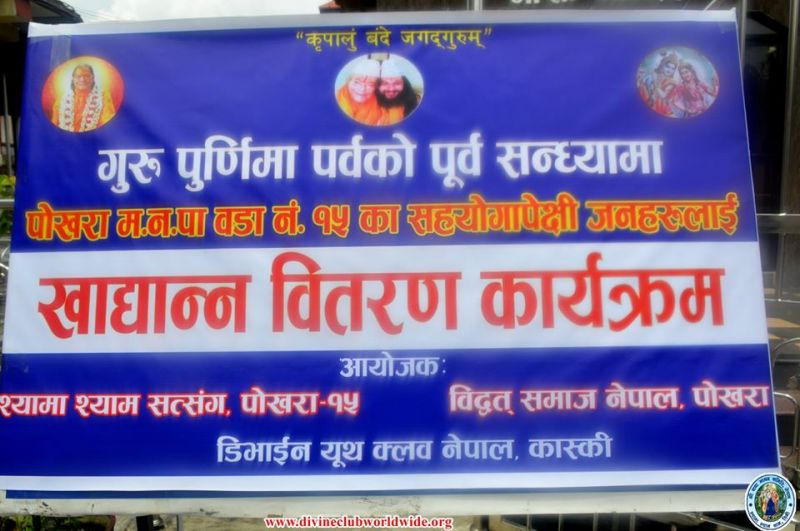 “कृपालुं बंदे जगद्‌गुरुम्”
गुरु पुर्णिमा पर्वको पूर्व सन्ध्यामा
पोखरा म.न.पा वडा नं. १५ का सहयोगापेक्षी जनहरुलाई
खाद्यान्न वितरण कार्यक्रम
आयोजक:
श्यामा श्याम सत्संग, पोखरा-१५ विद्वत् समाज नेपाल, पोखरा
डिभाईन यूथ क्लव नेपाल, कास्की
www.divineclubworldwide.org